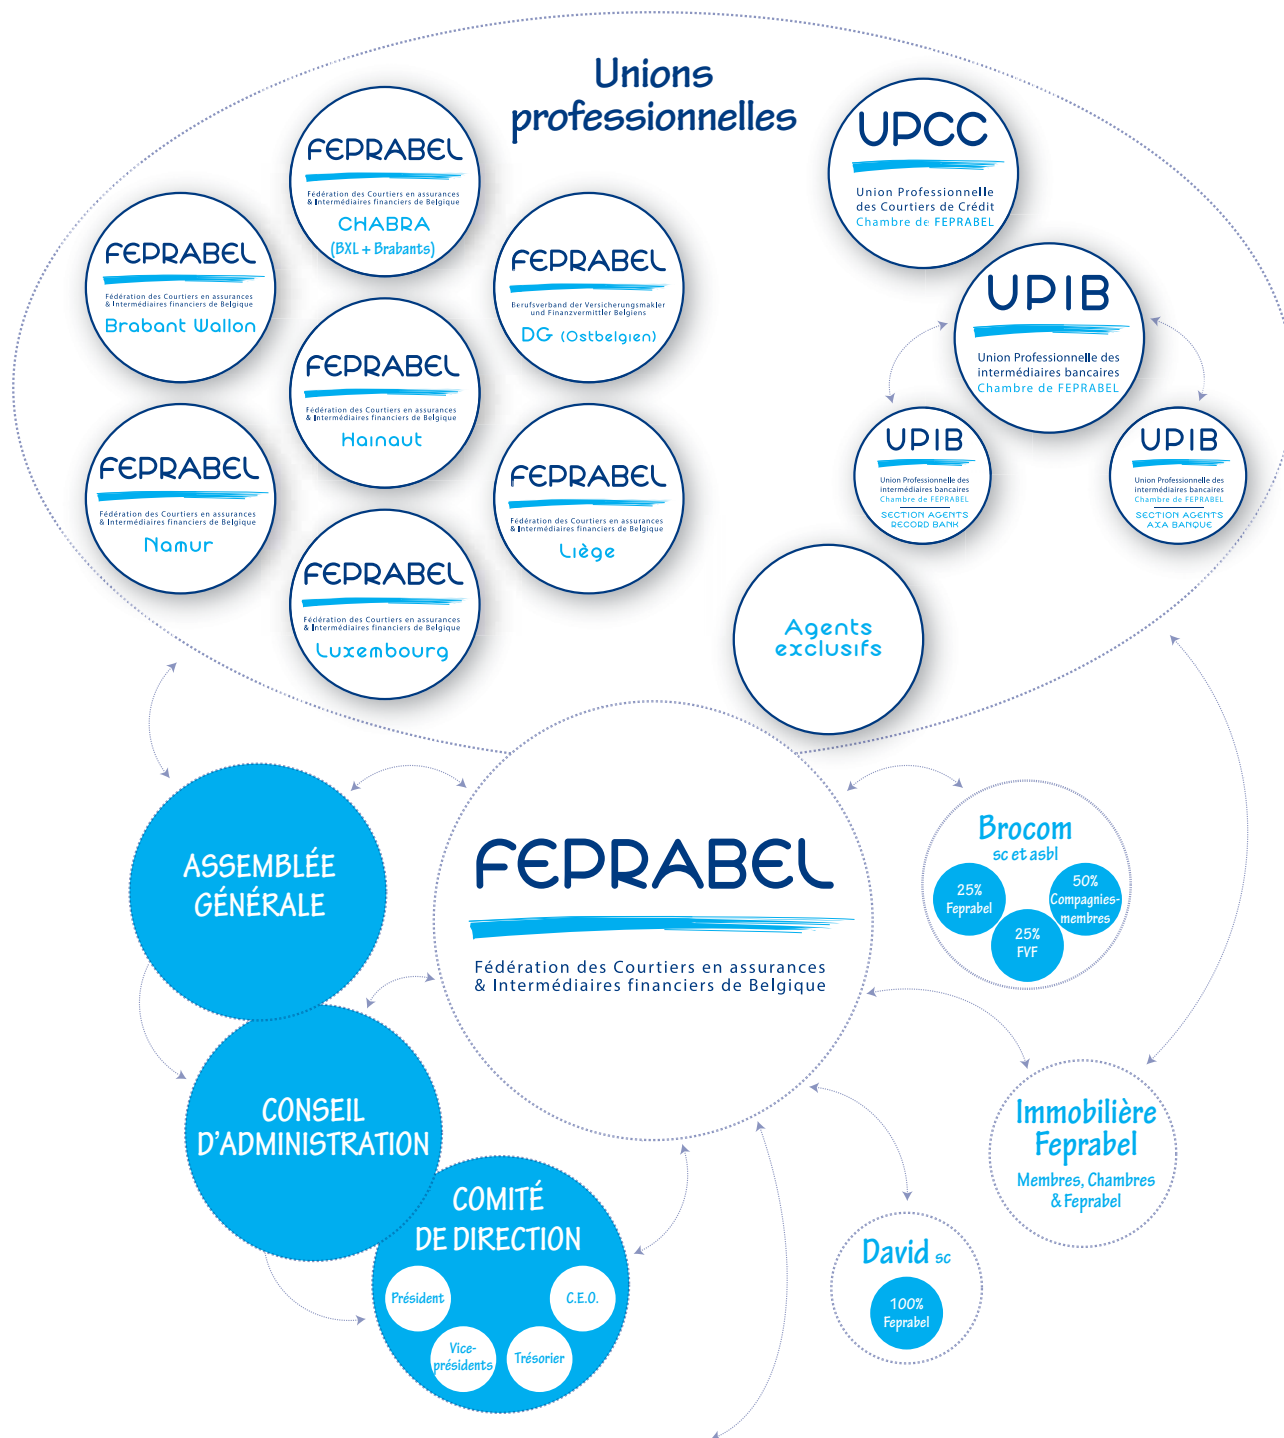 Unions
professionnelles
FEPRABEL
Fédération des Courtiers en assurances
& Intermédiaires financiers de Belgique
CHABRA
(BXL + Brabants)
UPCC
Union Professionnelle
des Courtiers de Crédit
Chambre de FEPRABEL
FEPRABEL
Fédération des Courtiers en assurances
& Intermédiaires financiers de Belgique
Brabant Wallon
FEPRABEL
Berufsverband der Versicherungsmakler
und Finanzvermittler Belgiens
DG (Ostbelgien)
UPIB
Union Professionnelle des
intermédiaires bancaires
Chambre de FEPRABEL
FEPRABEL
Fédération des Courtiers en assurances
& Intermédiaires financiers de Belgique
Hainaut
FEPRABEL
Fédération des Courtiers en assurances
& Intermédiaires financiers de Belgique
Namur
FEPRABEL
Fédération des Courtiers en assurances
& Intermédiaires financiers de Belgique
Liège
UPIB
Union Professionnelle des
intermédiaires bancaires
Chambre de FEPRABEL
SECTION AGENTS
RECORD BANK
UPIB
Union Professionnelle des
intermédiaires bancaires
Chambre de FEPRABEL
SECTION AGENTS
AXA BANQUE
FEPRABEL
Fédération des Courtiers en assurances
& Intermédiaires financiers de Belgique
Luxembourg
Agents
exclusifs
ASSEMBLÉE
GÉNÉRALE
FEPRABEL
Fédération des Courtiers en assurances
& Intermédiaires financiers de Belgique
Brocom
sc et asbl
25%
Feprabel
50%
Compagnies-
membres
25%
FVF
CONSEIL
D'ADMINISTRATION
Immobilière
Feprabel
Membres, Chambres
& Feprabel
COMITÉ
DE DIRECTION
Président
C.E.O.
Vice-
présidents
Trésorier
David sc
100%
Feprabel